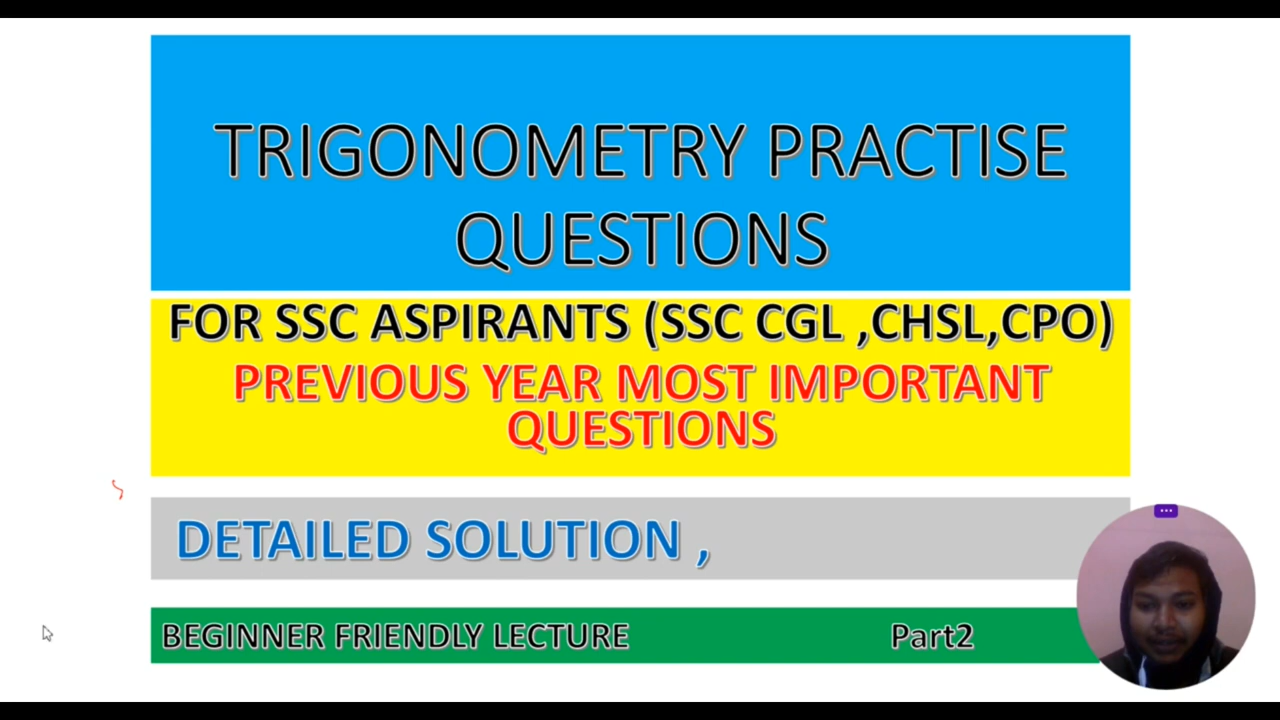 TRIGONOMETRY PRACTISE
QUESTIONS
FOR SSC ASPIRANTS (SSC CGL ,CHSL,CPO)
PREVIOUS YEAR MOST IMPORTANT
QUESTIONS
DETAILED SOLUTION ,
BEGINNER FRIENDLY LECTURE Part2